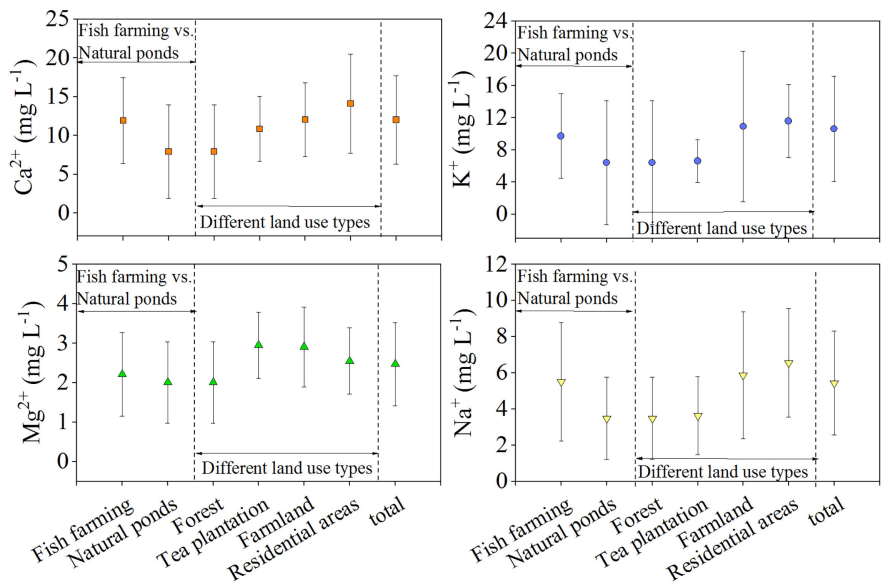 Fish farming vs.
Natural ponds
25
20
15
10
5
0
Ca²⁺ (mg L⁻¹)
Different land use types
Fish farming vs.
Natural ponds
24
20
16
12
8
4
0
K⁺ (mg L⁻¹)
Different land use types
Fish farming vs.
Natural ponds
5
4
3
2
1
0
Mg²⁺ (mg L⁻¹)
Different land use types
Fish farming
Natural ponds
Forest
Tea plantation
Farmland
Residential areas
total
Fish farming vs.
Natural ponds
12
10
8
6
4
2
0
Na⁺ (mg L⁻¹)
Different land use types
Fish farming
Natural ponds
Forest
Tea plantation
Farmland
Residential areas
total